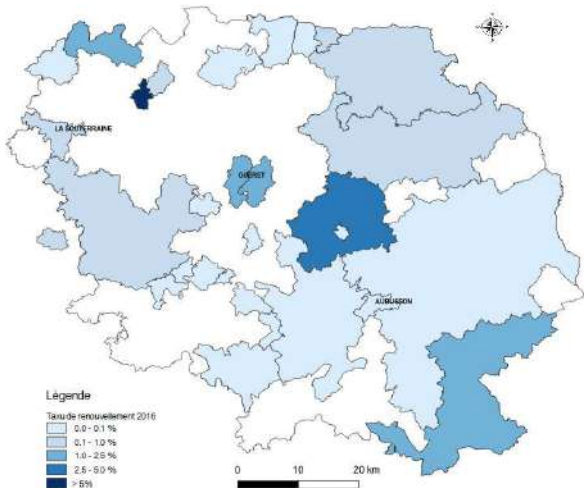 LA SOUTERRAINE
GUERET
AUBUSSON
Légende
Taxu de renouvellement 2016
0.0 - 0.1 %
0.1 - 1.0 %
1.0 - 2.5 %
2.5 - 5.0 %
> 5%
0 10 20 km